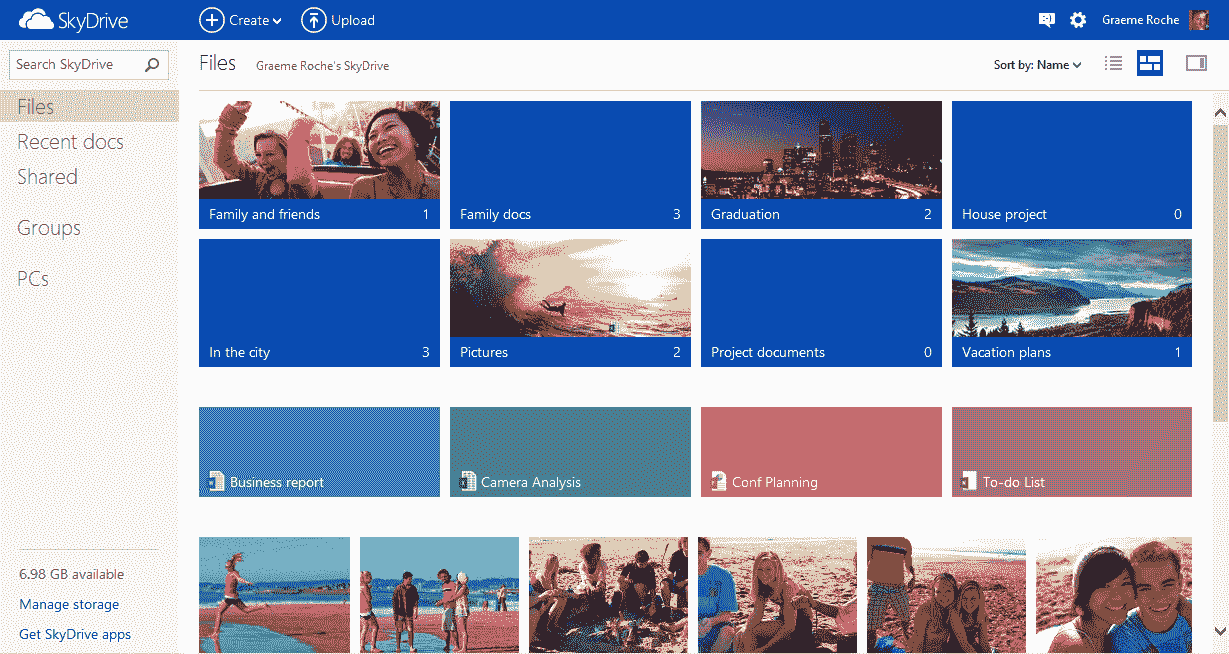 SkyDrive
Create
Upload
Graeme Roche
Search SkyDrive
Files
Recent docs
Shared
Groups
PCs
6.98 GB available
Manage storage
Get SkyDrive apps
Files Graeme Roche's SkyDrive
Sort by: Name
Family and friends 1
Family docs 3
Graduation 2
House project 0
In the city 3
Pictures 2
Project documents 0
Vacation plans 1
Business report
Camera Analysis
Conf Planning
To-do List